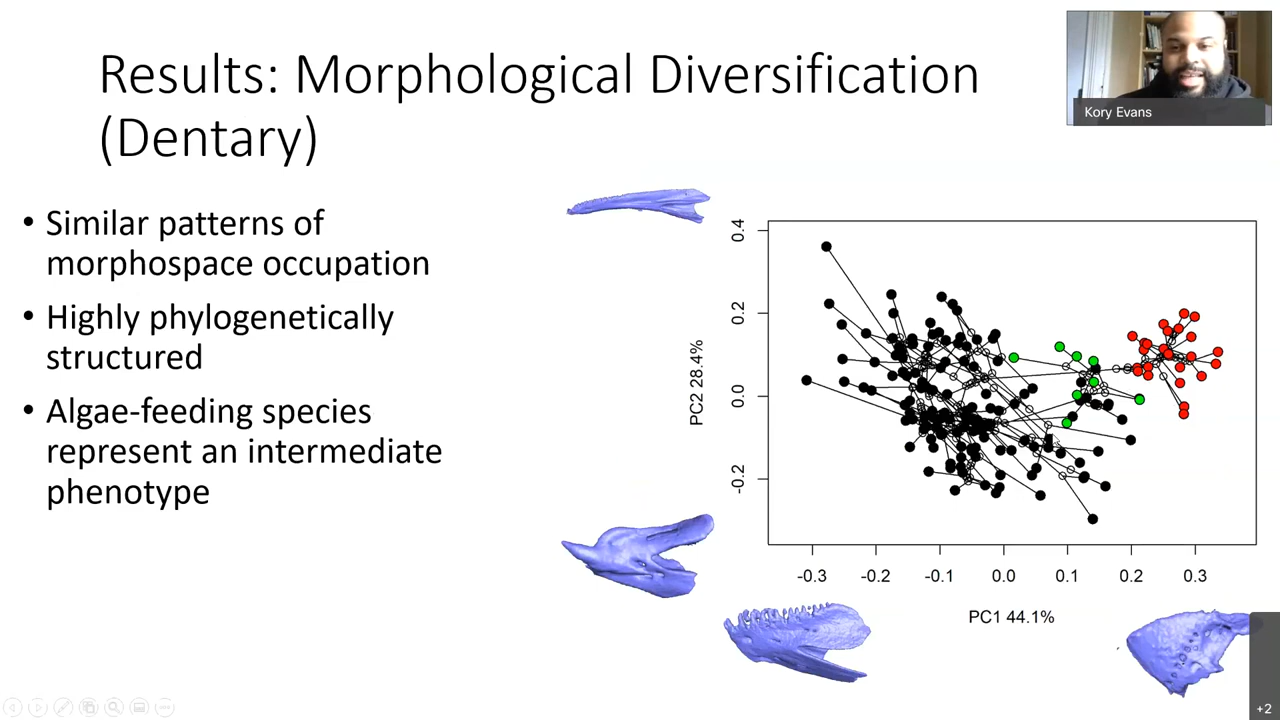 Results: Morphological Diversification
(Dentary)
Kory Evans
• Similar patterns of
morphospace occupation
• Highly phylogenetically
structured
• Algae-feeding species
represent an intermediate
phenotype
PC2 28.4%
0.4
0.2
0.0
-0.2
-0.3 -0.2 -0.1 0.0 0.1 0.2 0.3
PC1 44.1%
+2